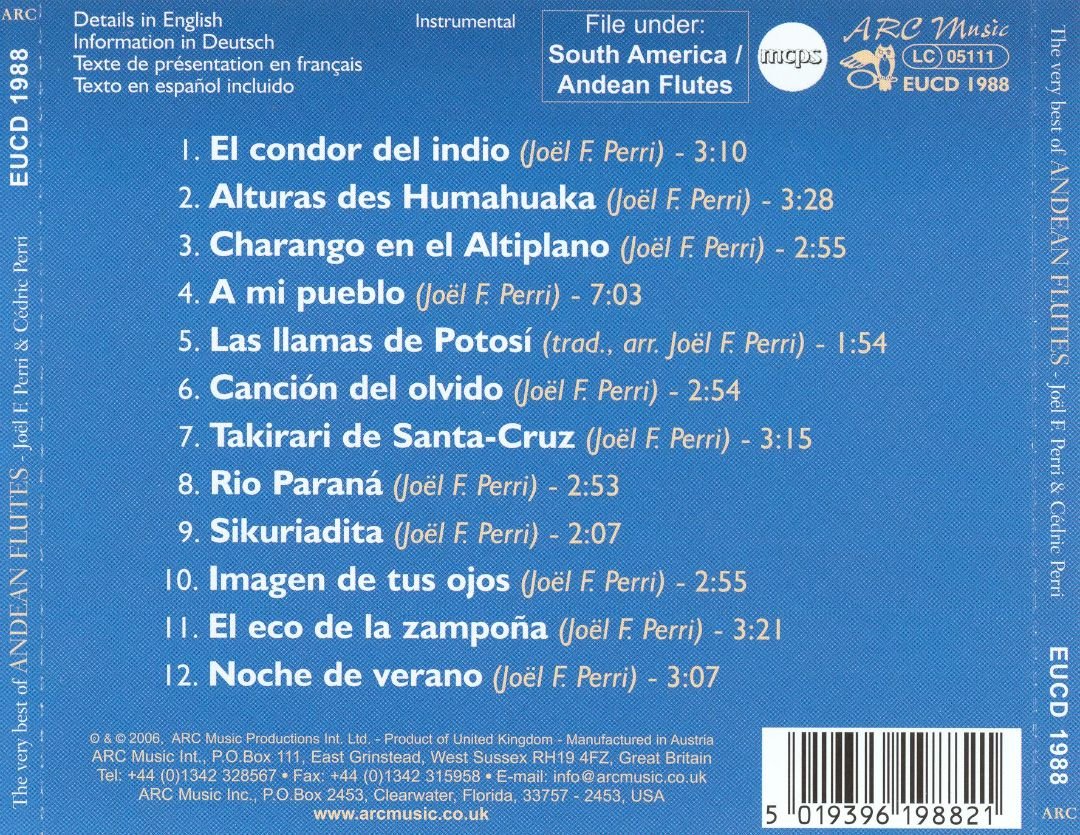 ARC
EUCD 1988
The very best of ANDEAN FLUTES - Joël F. Perri & Cédric Perri
Details in English
Information in Deutsch
Texte de présentation en français
Texto en español incluido
Instrumental
File under:
South America /
Andean Flutes
mcps
ARC Music
LC 05111
EUCD 1988
1. El condor del indio (Joël F. Perri) - 3:10
2. Alturas des Humahuaka (Joël F. Perri) - 3:28
3. Charango en el Altiplano (Joël F. Perri) - 2:55
4. A mi pueblo (Joël F. Perri) - 7:03
5. Las llamas de Potosí (trad., arr. Joël F. Perri) - 1:54
6. Canción del olvido (Joël F. Perri) - 2:54
7. Takirari de Santa-Cruz (Joël F. Perri) - 3:15
8. Rio Paraná (Joël F. Perri) - 2:53
9. Sikuriadita (Joël F. Perri) - 2:07
10. Imagen de tus ojos (Joël F. Perri) - 2:55
11. El eco de la zampoña (Joël F. Perri) - 3:21
12. Noche de verano (Joël F. Perri) - 3:07
℗ & © 2006, ARC Music Productions Int. Ltd. - Product of United Kingdom - Manufactured in Austria
ARC Music Int., P.O.Box 111, East Grinstead, West Sussex RH19 4FZ, Great Britain
Tel: +44 (0)1342 328567 • Fax: +44 (0)1342 315958 • E-mail: info@arcmusic.co.uk
ARC Music Inc., P.O.Box 2453, Clearwater, Florida, 33757 - 2453, USA
www.arcmusic.co.uk
5 019396 198821
The very best of ANDEAN FLUTES - Joël F. Perri & Cédric Perri
EUCD 1988
ARC